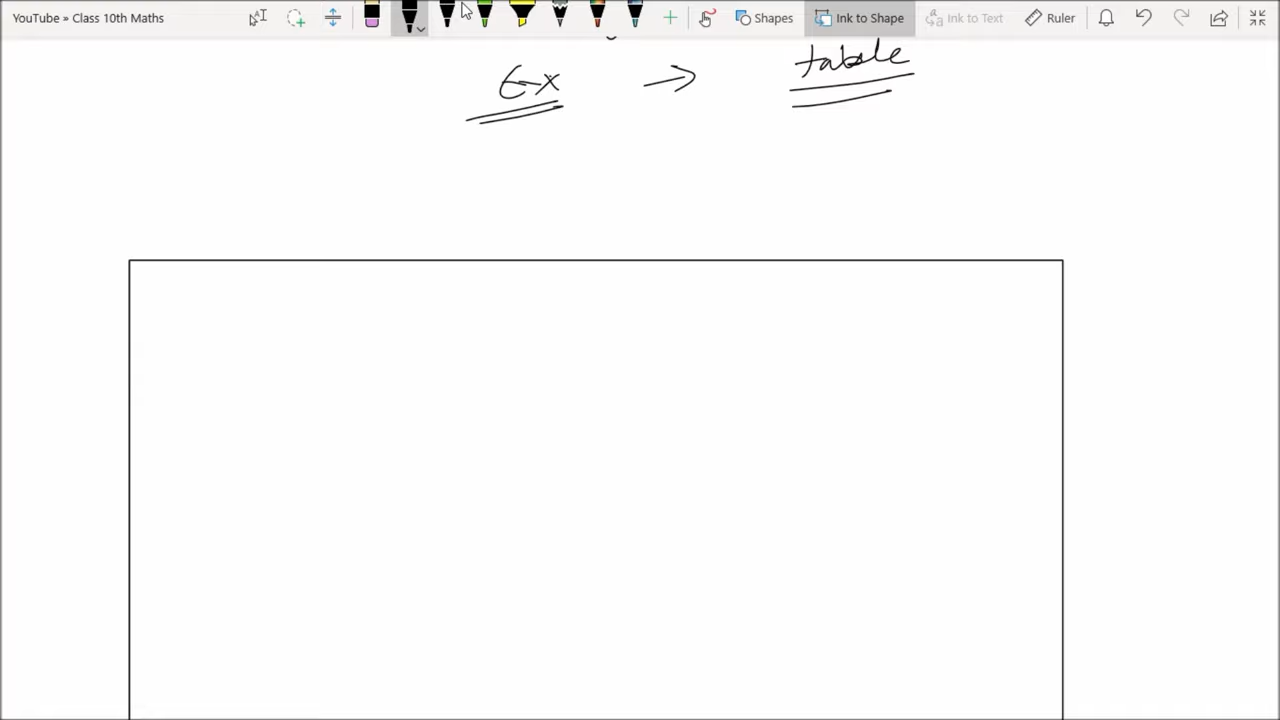 YouTube » Class 10th Maths Shapes Ink to Shape Ink to Text Ruler
Ex → table